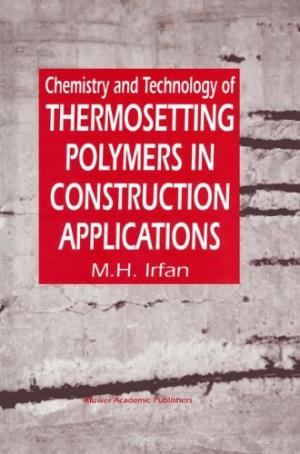 Chemistry and Technology of
THERMOSETTING
POLYMERS IN
CONSTRUCTION
APPLICATIONS
M.H. Irfan
Kluwer Academic Publishers